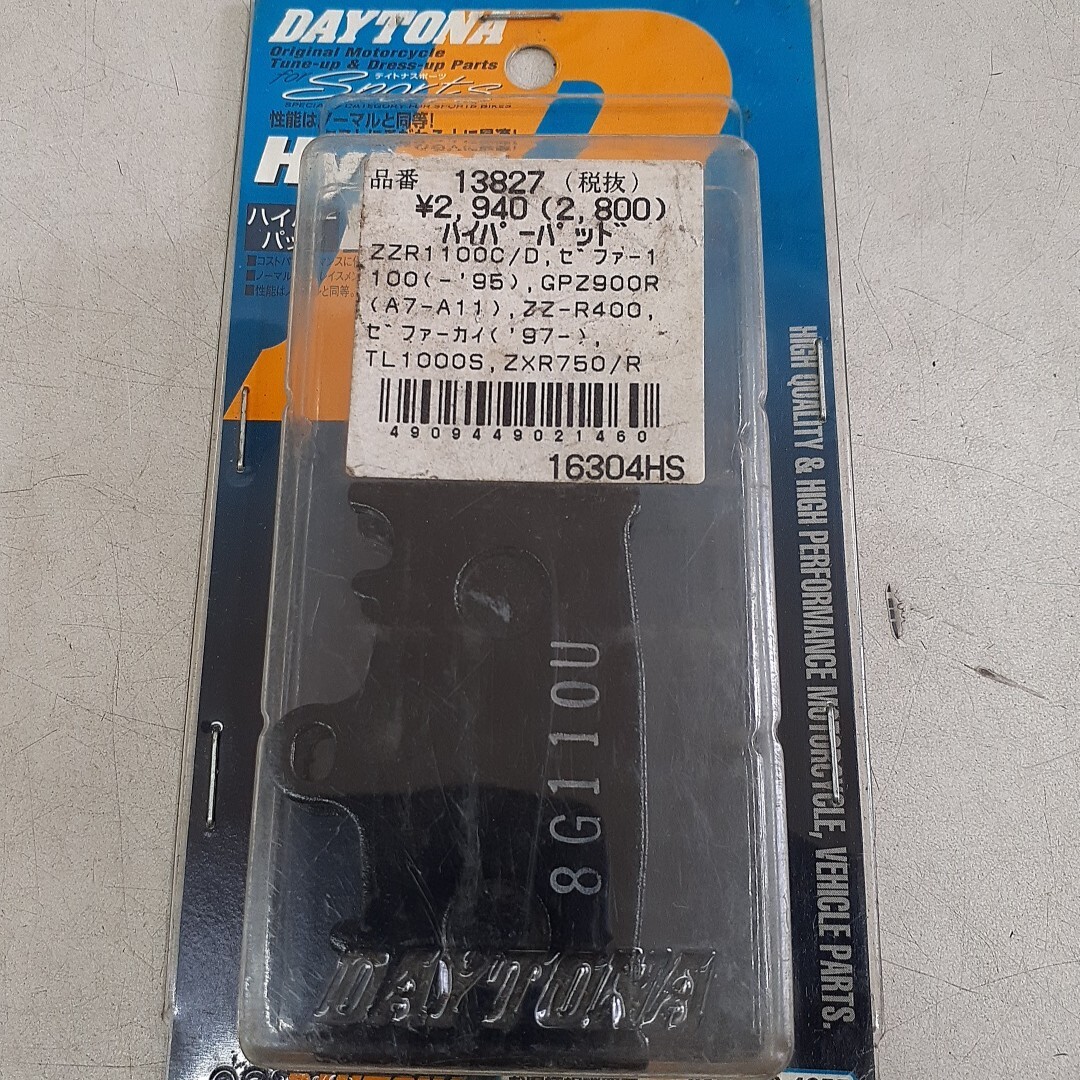 DAYTONA
Original Motorcycle
Tune-up & Dress-up Parts
デイトナスポーツ
for Sports
性能はノーマルと同等!
品番 13827 (税抜)
¥2,940(2,800)
ﾊｲﾊﾟｰﾊﾟｯﾄﾞ
ZZR1100C/D,ｾﾞﾌｧｰ1
100(-'95),GPZ900R
(A7-A11),ZZ-R400,
ｾﾞﾌｧｰｶｲ('97-),
TL1000S,ZXR750/R
4909449021460
16304HS
■性能は
8G110U
DAYTONA
HIGH QUALITY & HIGH PERFORMANCE MOTORCYCLE, VEHICLE PARTS.